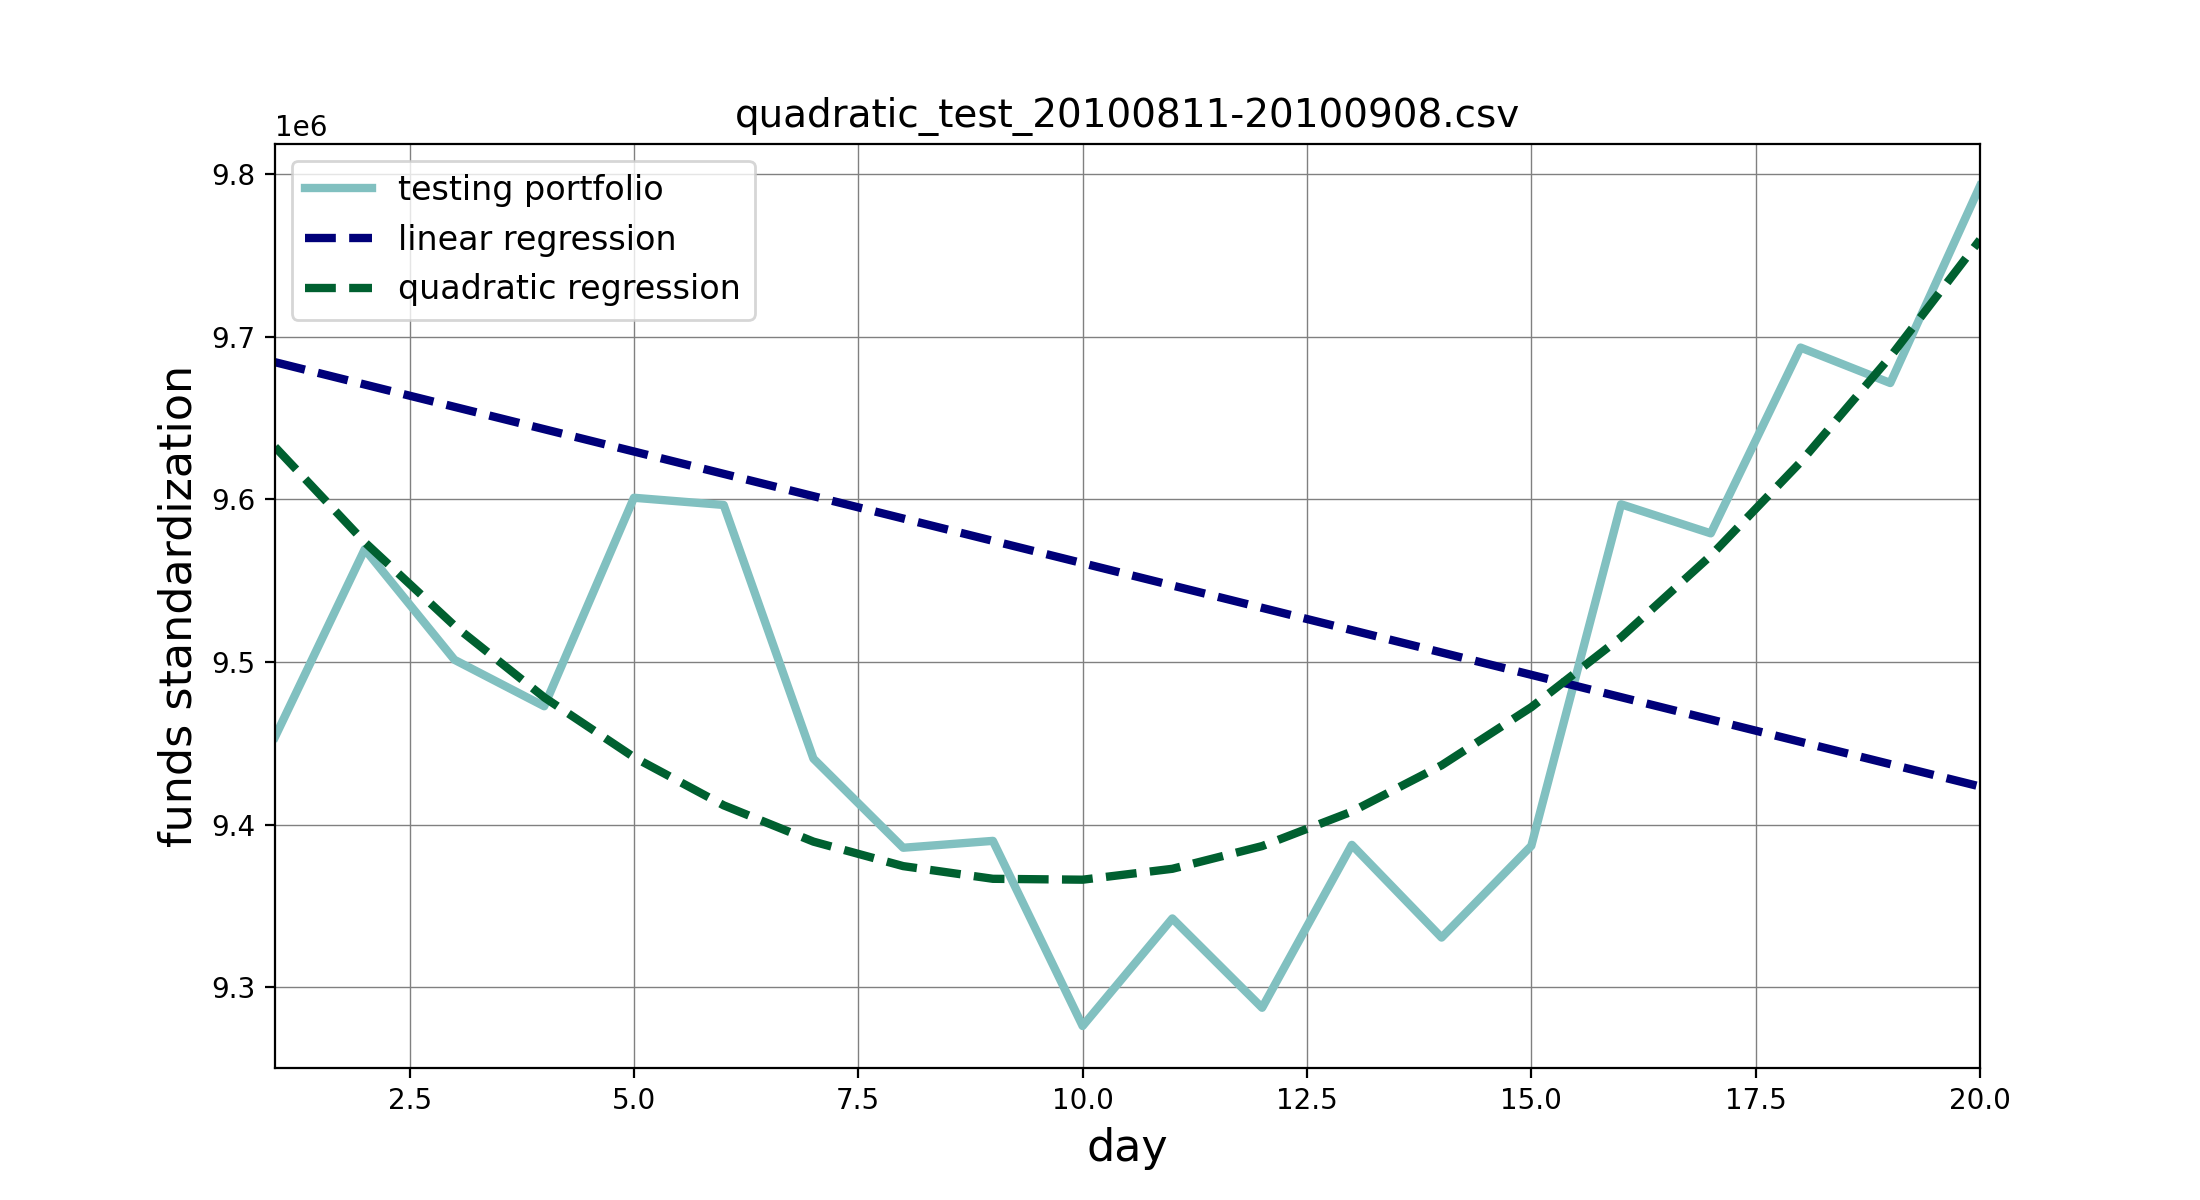 quadratic_test_20100811-20100908.csv
1e6
testing portfolio
linear regression
quadratic regression
funds standardization
9.8
9.7
9.6
9.5
9.4
9.3
2.5 5.0 7.5 10.0 12.5 15.0 17.5 20.0
day